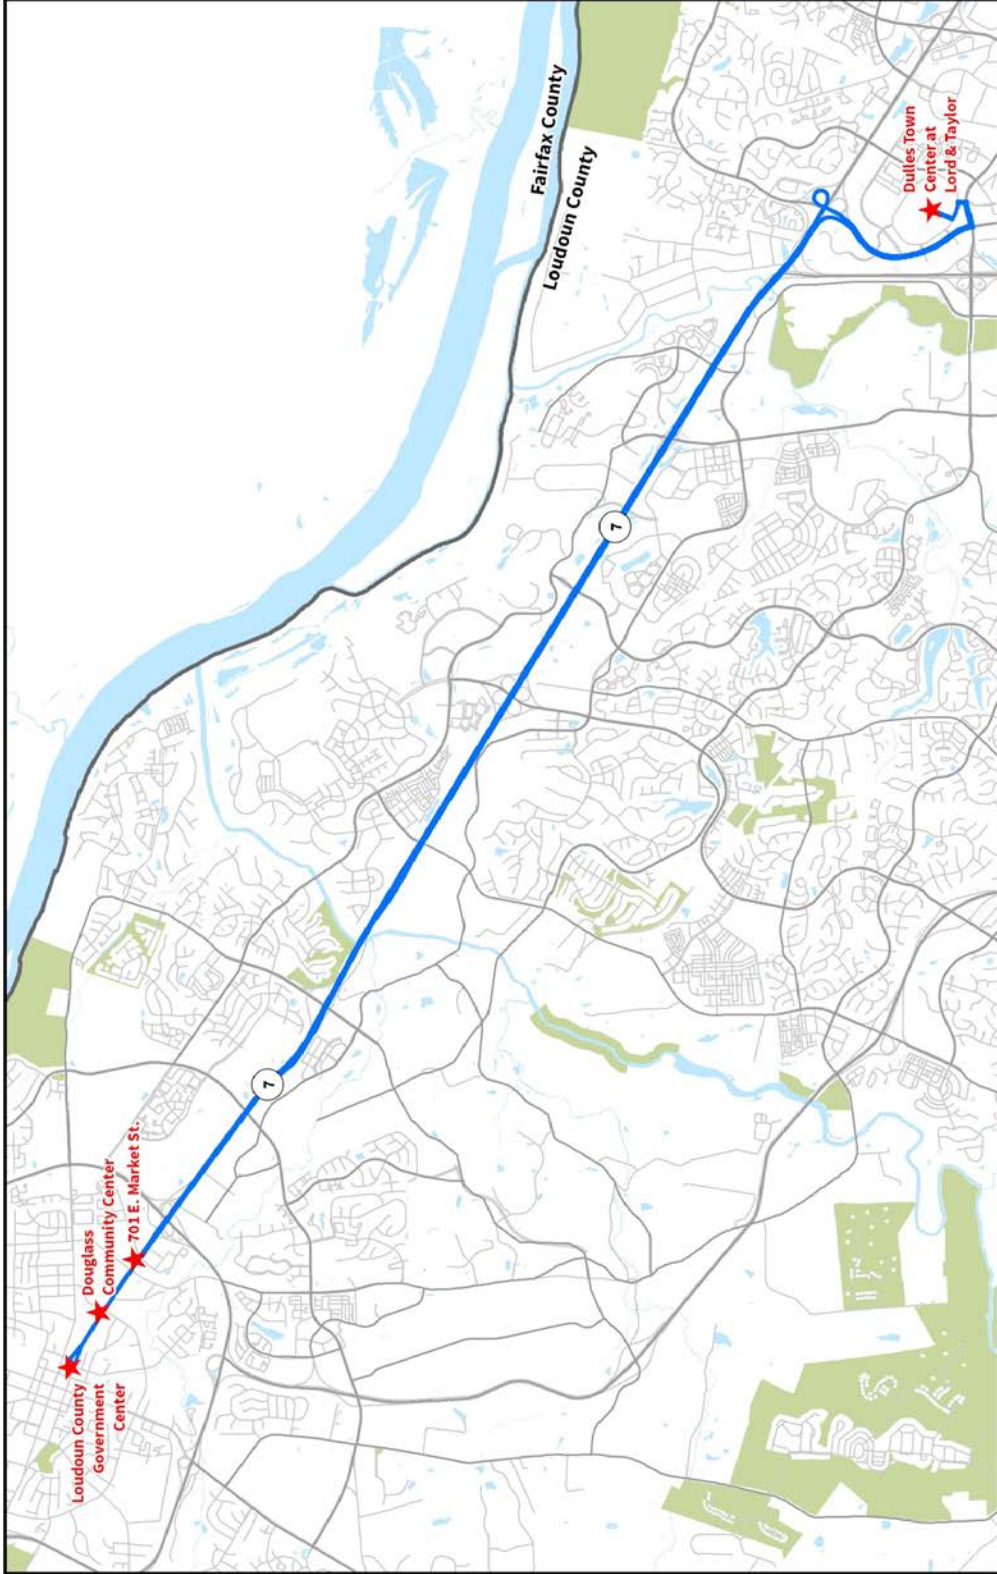 Loudoun County
Government
Center
Douglass
Community Center
701 E. Market St.
7
7
Fairfax County
Loudoun County
Dulles Town
Center at
Lord & Taylor